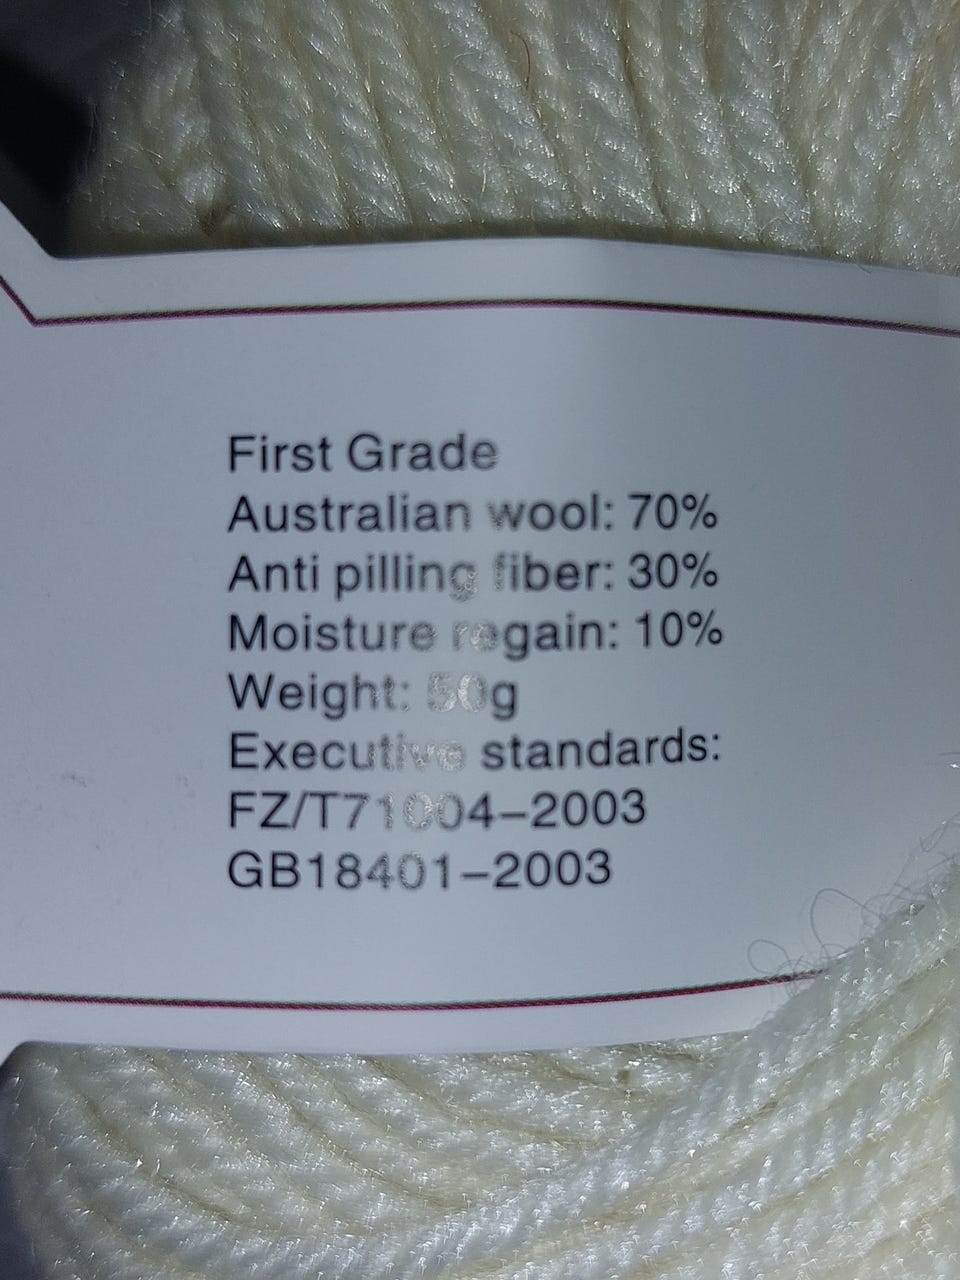 First Grade
Australian wool: 70%
Anti pilling fiber: 30%
Moisture regain: 10%
Weight: 50g
Executive standards:
FZ/T71004–2003
GB18401–2003